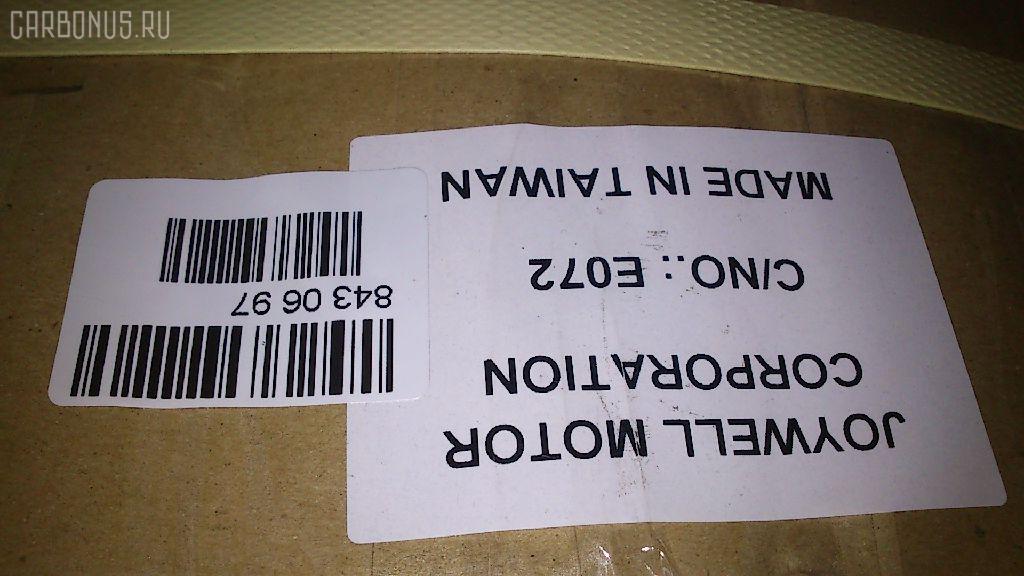 CARBONUS.RU
JOYWELL MOTOR
CORPORATION
C/NO.: E072
MADE IN TAIWAN
843 06 97